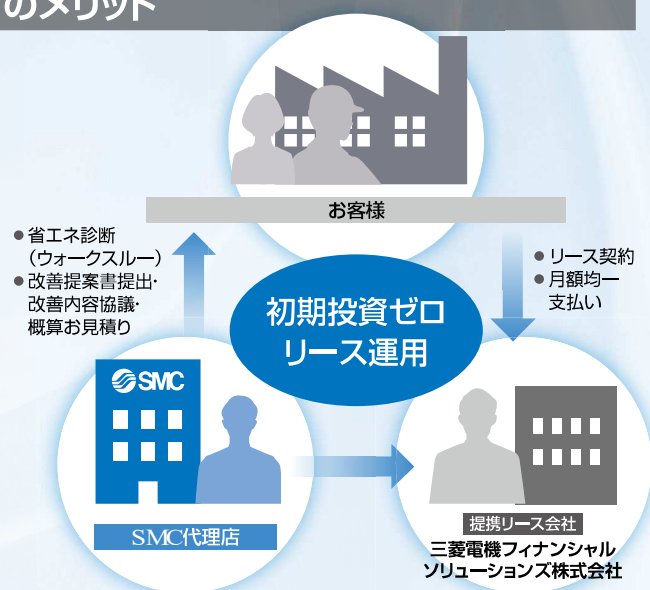 のメリット
お客様
● 省エネ診断
（ウォークスルー）
● 改善提案書提出・
改善内容協議・
概算お見積り
● リース契約
● 月額均一
支払い
初期投資ゼロ
リース運用
SMC
SMC代理店
提携リース会社
三菱電機フィナンシャル
ソリューションズ株式会社